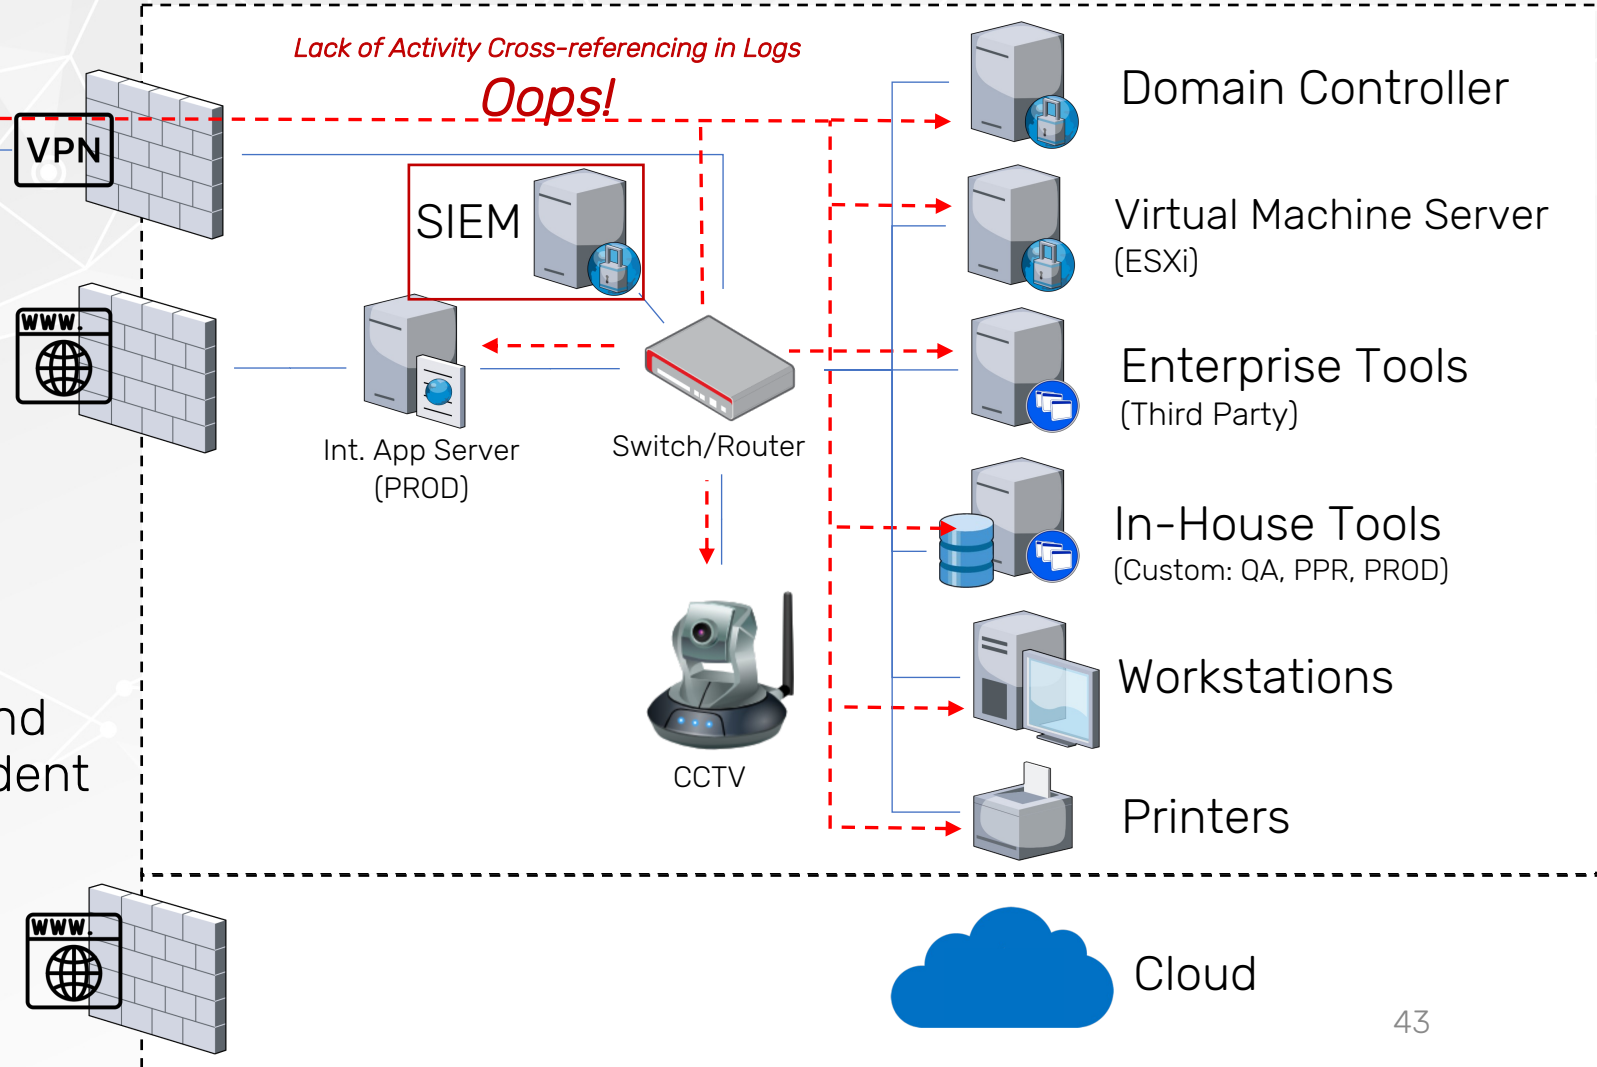 Lack of Activity Cross-referencing in Logs
Oops!
VPN
SIEM
Domain Controller
Virtual Machine Server
(ESXi)
WWW.
Int. App Server
(PROD)
Switch/Router
Enterprise Tools
(Third Party)
In-House Tools
(Custom: QA, PPR, PROD)
CCTV
Workstations
nd
dent
Printers
WWW.
Cloud
43